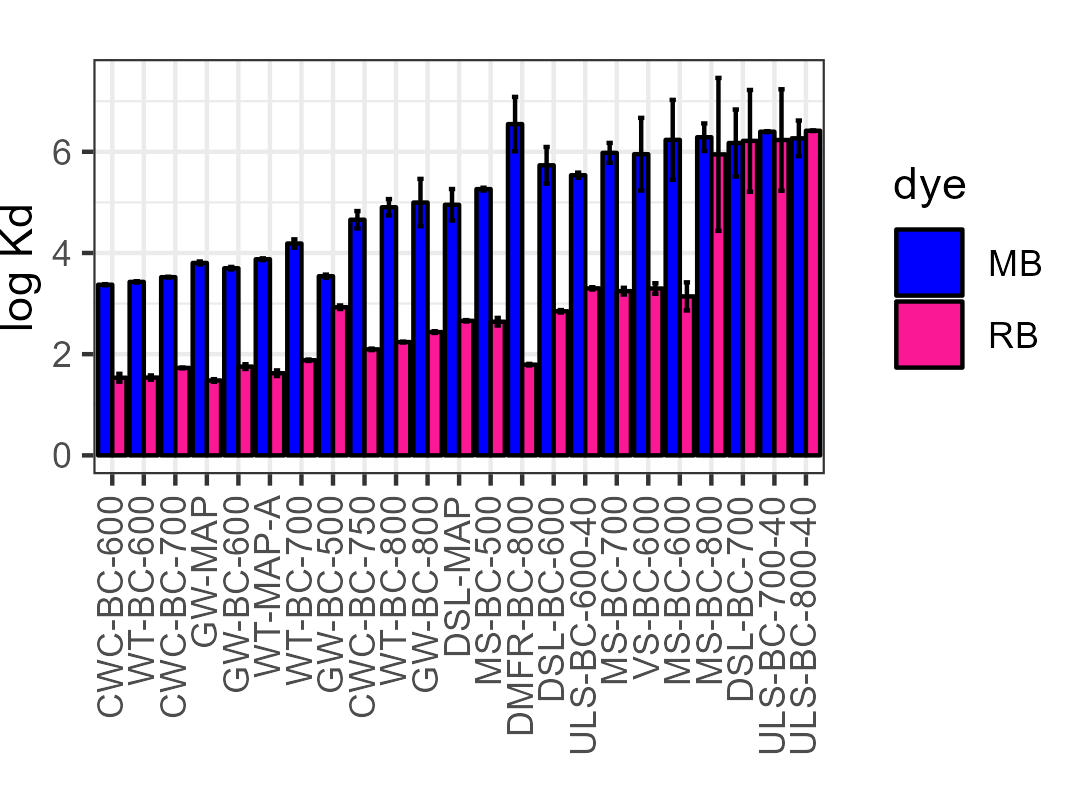 log Kd
6
4
2
0
CWC-BC-600
WT-BC-600
CWC-BC-700
GW-MAP
GW-BC-600
WT-MAP-A
WT-BC-700
GW-BC-500
CWC-BC-750
WT-BC-800
GW-BC-800
DSL-MAP
MS-BC-500
DMFR-BC-800
DSL-BC-600
ULS-BC-600-40
MS-BC-700
VS-BC-600
MS-BC-600
MS-BC-800
DSL-BC-700
ULS-BC-700-40
ULS-BC-800-40
dye
MB
RB